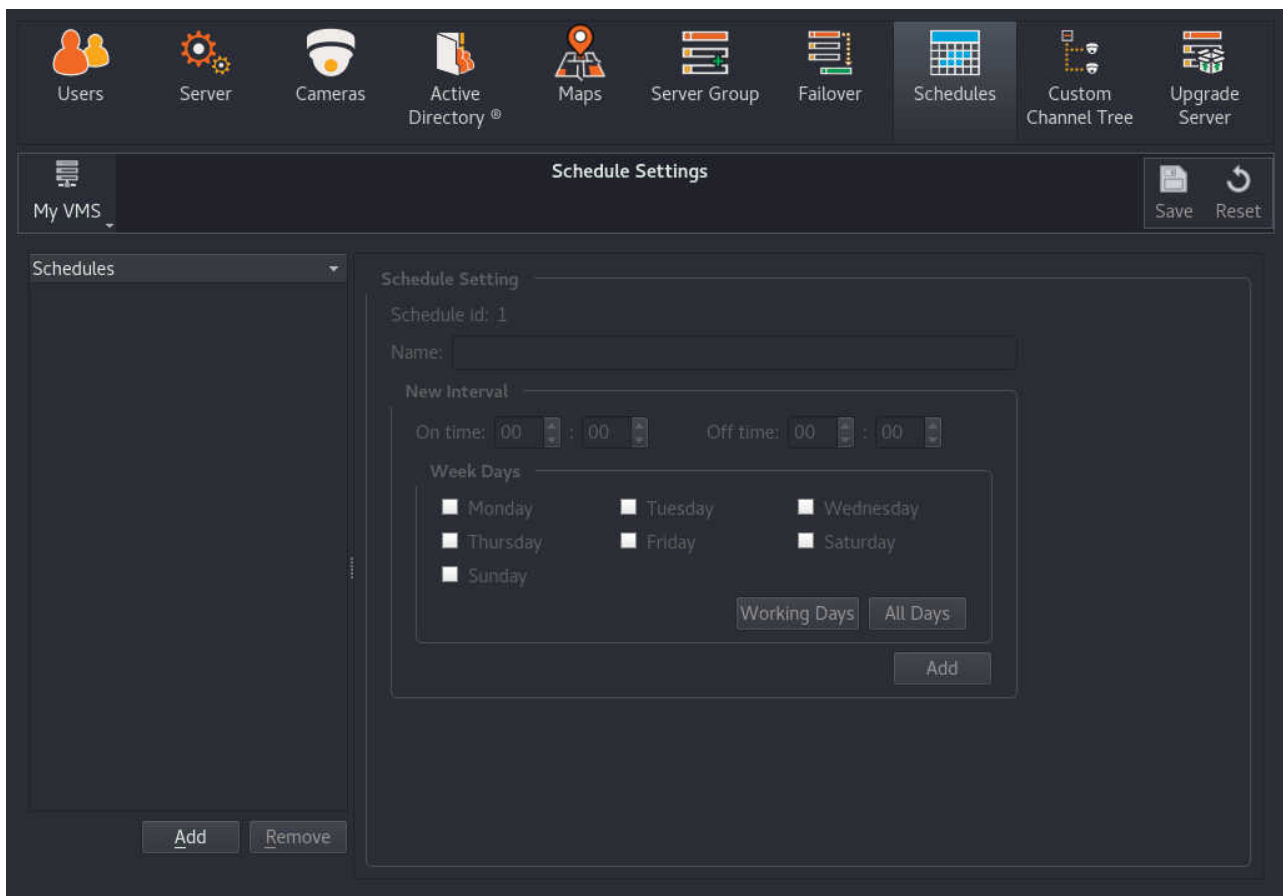 Users
Server
Cameras
Active
Directory ®
Maps
Server Group
Failover
Schedules
Custom
Channel Tree
Upgrade
Server
My VMS
Schedule Settings
Save
Reset
Schedules
Schedule Setting
Schedule id: 1
Name:
New Interval
On time: 00 : 00 Off time: 00 : 00
Week Days
Monday Tuesday Wednesday
Thursday Friday Saturday
Sunday
Working Days All Days
Add
Add Remove